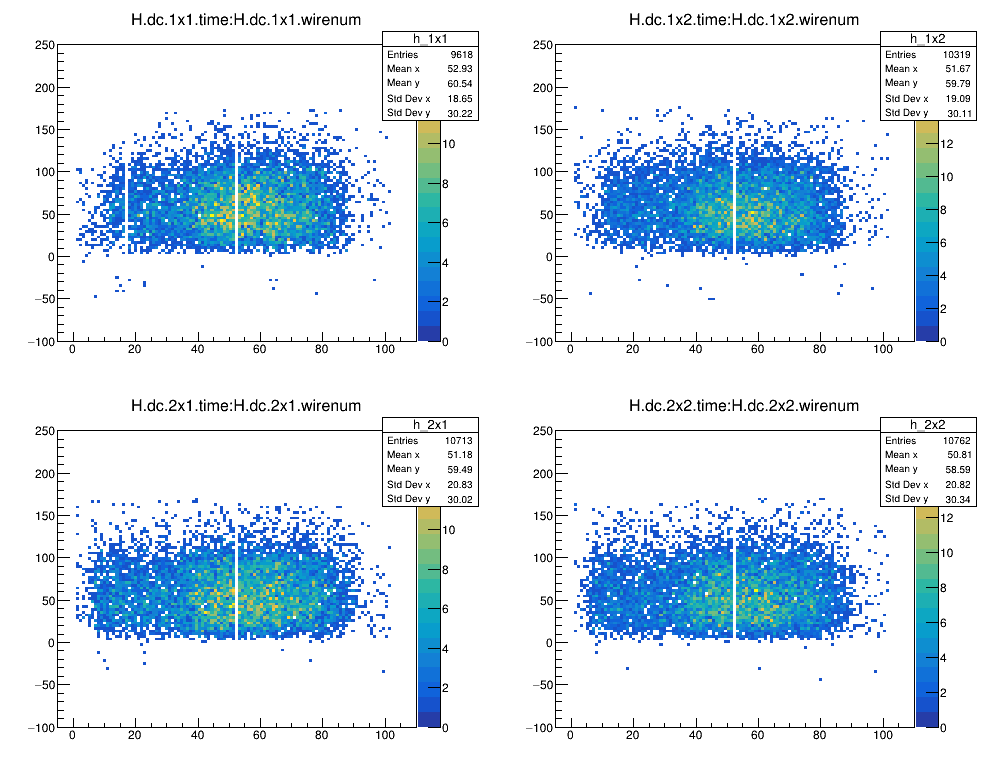 H.dc.1x1.time:H.dc.1x1.wirenum
h_1x1
Entries 9618
Mean x 52.93
Mean y 60.54
Std Dev x 18.65
Std Dev y 30.22
250
200
150
100
50
0
−50
−100
0 20 40 60 80 100
10
8
6
4
2
0
H.dc.1x2.time:H.dc.1x2.wirenum
h_1x2
Entries 10319
Mean x 51.67
Mean y 59.79
Std Dev x 19.09
Std Dev y 30.11
250
200
150
100
50
0
−50
−100
0 20 40 60 80 100
12
10
8
6
4
2
0
H.dc.2x1.time:H.dc.2x1.wirenum
h_2x1
Entries 10713
Mean x 51.18
Mean y 59.49
Std Dev x 20.83
Std Dev y 30.02
250
200
150
100
50
0
−50
−100
0 20 40 60 80 100
10
8
6
4
2
0
H.dc.2x2.time:H.dc.2x2.wirenum
h_2x2
Entries 10762
Mean x 50.81
Mean y 58.59
Std Dev x 20.82
Std Dev y 30.34
250
200
150
100
50
0
−50
−100
0 20 40 60 80 100
12
10
8
6
4
2
0